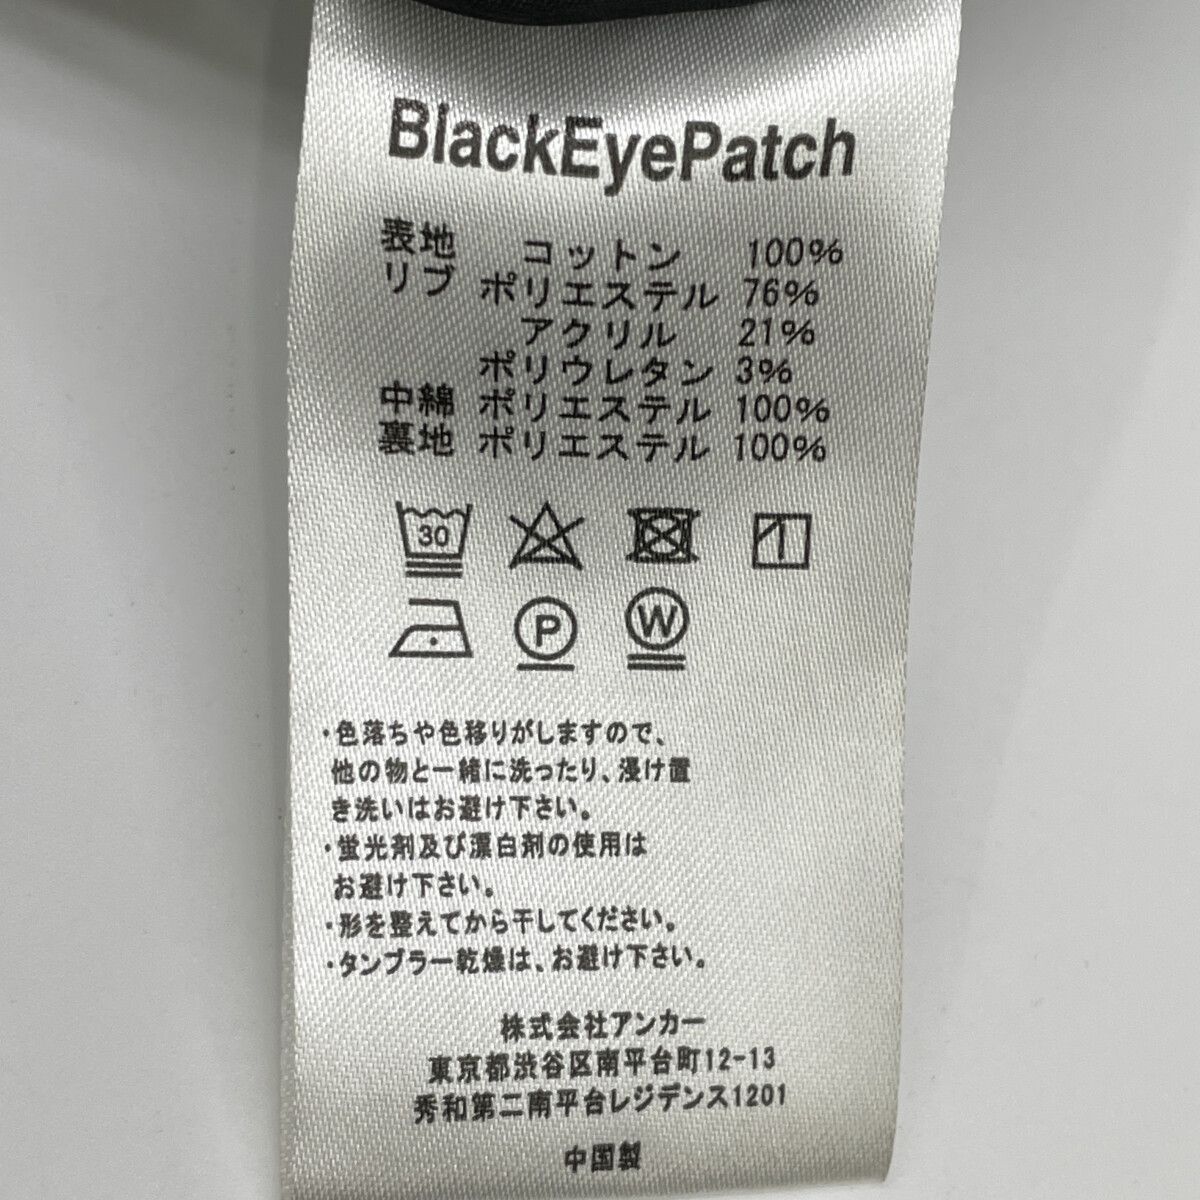 BlackEyePatch
表地 コットン 100%
リブ ポリエステル 76%
アクリル 21%
ポリウレタン 3%
中綿 ポリエステル 100%
裏地 ポリエステル 100%
30
P W
・色落ちや色移りがしますので、
他の物と一緒に洗ったり、浸け置
き洗いはお避け下さい。
・蛍光剤及び漂白剤の使用は
お避け下さい。
・形を整えてから干してください。
・タンブラー乾燥は、お避け下さい。
株式会社アンカー
東京都渋谷区南平台町12-13
秀和第二南平台レジデンス1201
中国製